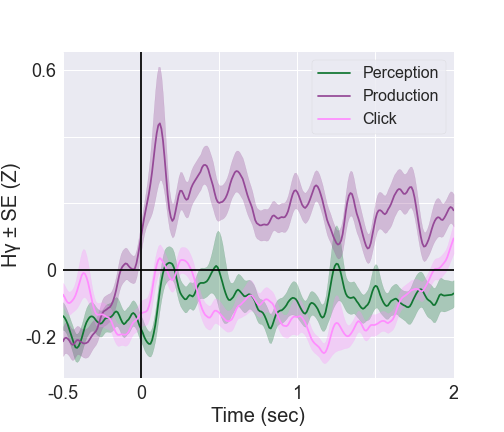 Hγ ± SE (Z)
0.6
0
-0.2
Perception
Production
Click
-0.5
0
1
2
Time (sec)